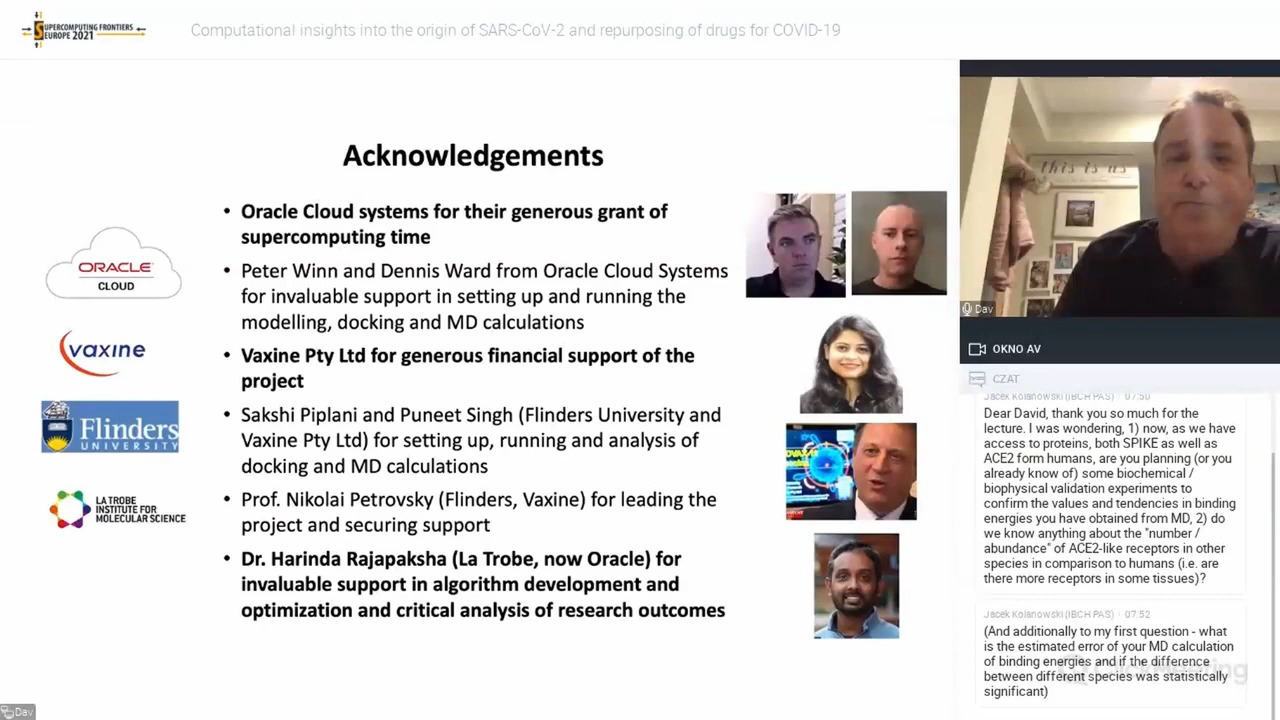 SUPERCOMPUTING FRONTIERS
EUROPE 2021
Computational insights into the origin of SARS-CoV-2 and repurposing of drugs for COVID-19
Acknowledgements
• Oracle Cloud systems for their generous grant of
supercomputing time
• Peter Winn and Dennis Ward from Oracle Cloud Systems
for invaluable support in setting up and running the
modelling, docking and MD calculations
• Vaxine Pty Ltd for generous financial support of the
project
• Sakshi Piplani and Puneet Singh (Flinders University and
Vaxine Pty Ltd) for setting up, running and analysis of
docking and MD calculations
• Prof. Nikolai Petrovsky (Flinders, Vaxine) for leading the
project and securing support
• Dr. Harinda Rajapaksha (La Trobe, now Oracle) for
invaluable support in algorithm development and
optimization and critical analysis of research outcomes
ORACLE
CLOUD
vaxine
Flinders
UNIVERSITY
LA TROBE
INSTITUTE FOR
MOLECULAR SCIENCE
this is us
Dav
OKNO AV
CZAT
Jacek Kolanowski (IBCH PAS) · 07:50
Dear David, thank you so much for the
lecture. I was wondering, 1) now, as we have
access to proteins, both SPIKE as well as
ACE2 form humans, are you planning (or you
already know of) some biochemical /
biophysical validation experiments to
confirm the values and tendencies in binding
energies you have obtained from MD, 2) do
we know anything about the "number /
abundance" of ACE2-like receptors in other
species in comparison to humans (i.e. are
there more receptors in some tissues)?
Jacek Kolanowski (IBCH PAS) · 07:52
(And additionally to my first question - what
is the estimated error of your MD calculation
of binding energies and if the difference
between different species was statistically
significant)
ClickMeeting
Dav